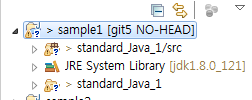 > sample1 [git5 NO-HEAD]
> standard_Java_1/src
JRE System Library [jdk1.8.0_121]
> standard_Java_1